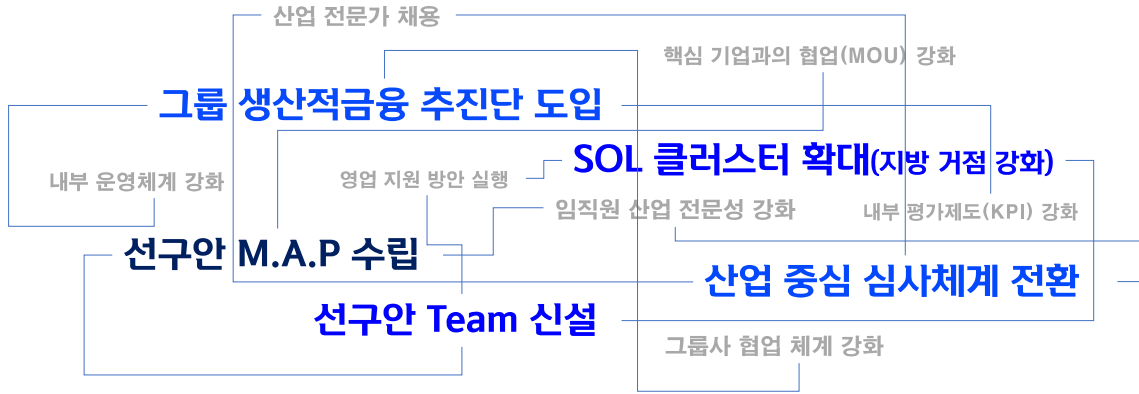 산업 전문가 채용
핵심 기업과의 협업(MOU) 강화
그룹 생산적금융 추진단 도입
SOL 클러스터 확대(지방 거점 강화)
내부 운영체계 강화
영업 지원 방안 실행
임직원 산업 전문성 강화
내부 평가제도(KPI) 강화
선구안 M.A.P 수립
산업 중심 심사체계 전환
선구안 Team 신설
그룹사 협업 체계 강화